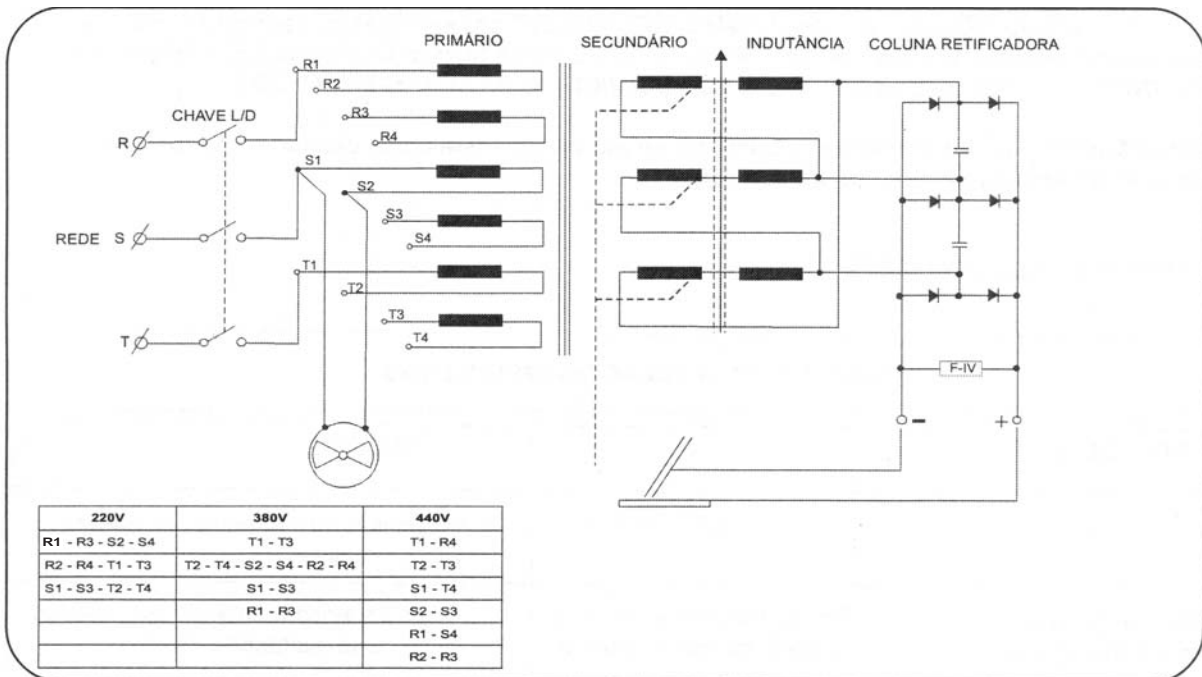 PRIMÁRIO SECUNDÁRIO INDUTÂNCIA COLUNA RETIFICADORA
R1
R2
CHAVE L/D
R3
R
R4
S1
S2
S3
REDE S
S4
T1
T2
T3
T
T4
F-IV
- +
220V 380V 440V
R1 - R3 - S2 - S4 T1 - T3 T1 - R4
R2 - R4 - T1 - T3 T2 - T4 - S2 - S4 - R2 - R4 T2 - T3
S1 - S3 - T2 - T4 S1 - S3 S1 - T4
R1 - R3 S2 - S3
R1 - S4
R2 - R3